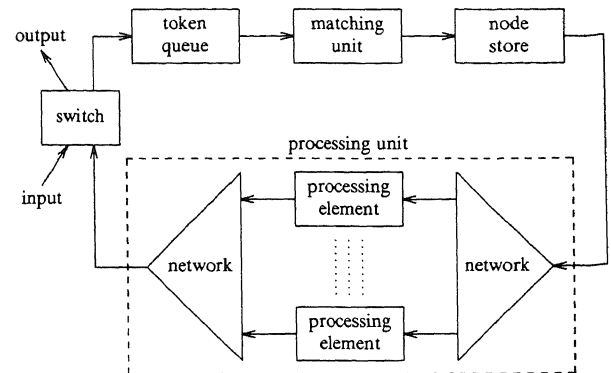 output
token
queue
matching
unit
node
store
switch
input
processing unit
processing
element
network
network
processing
element